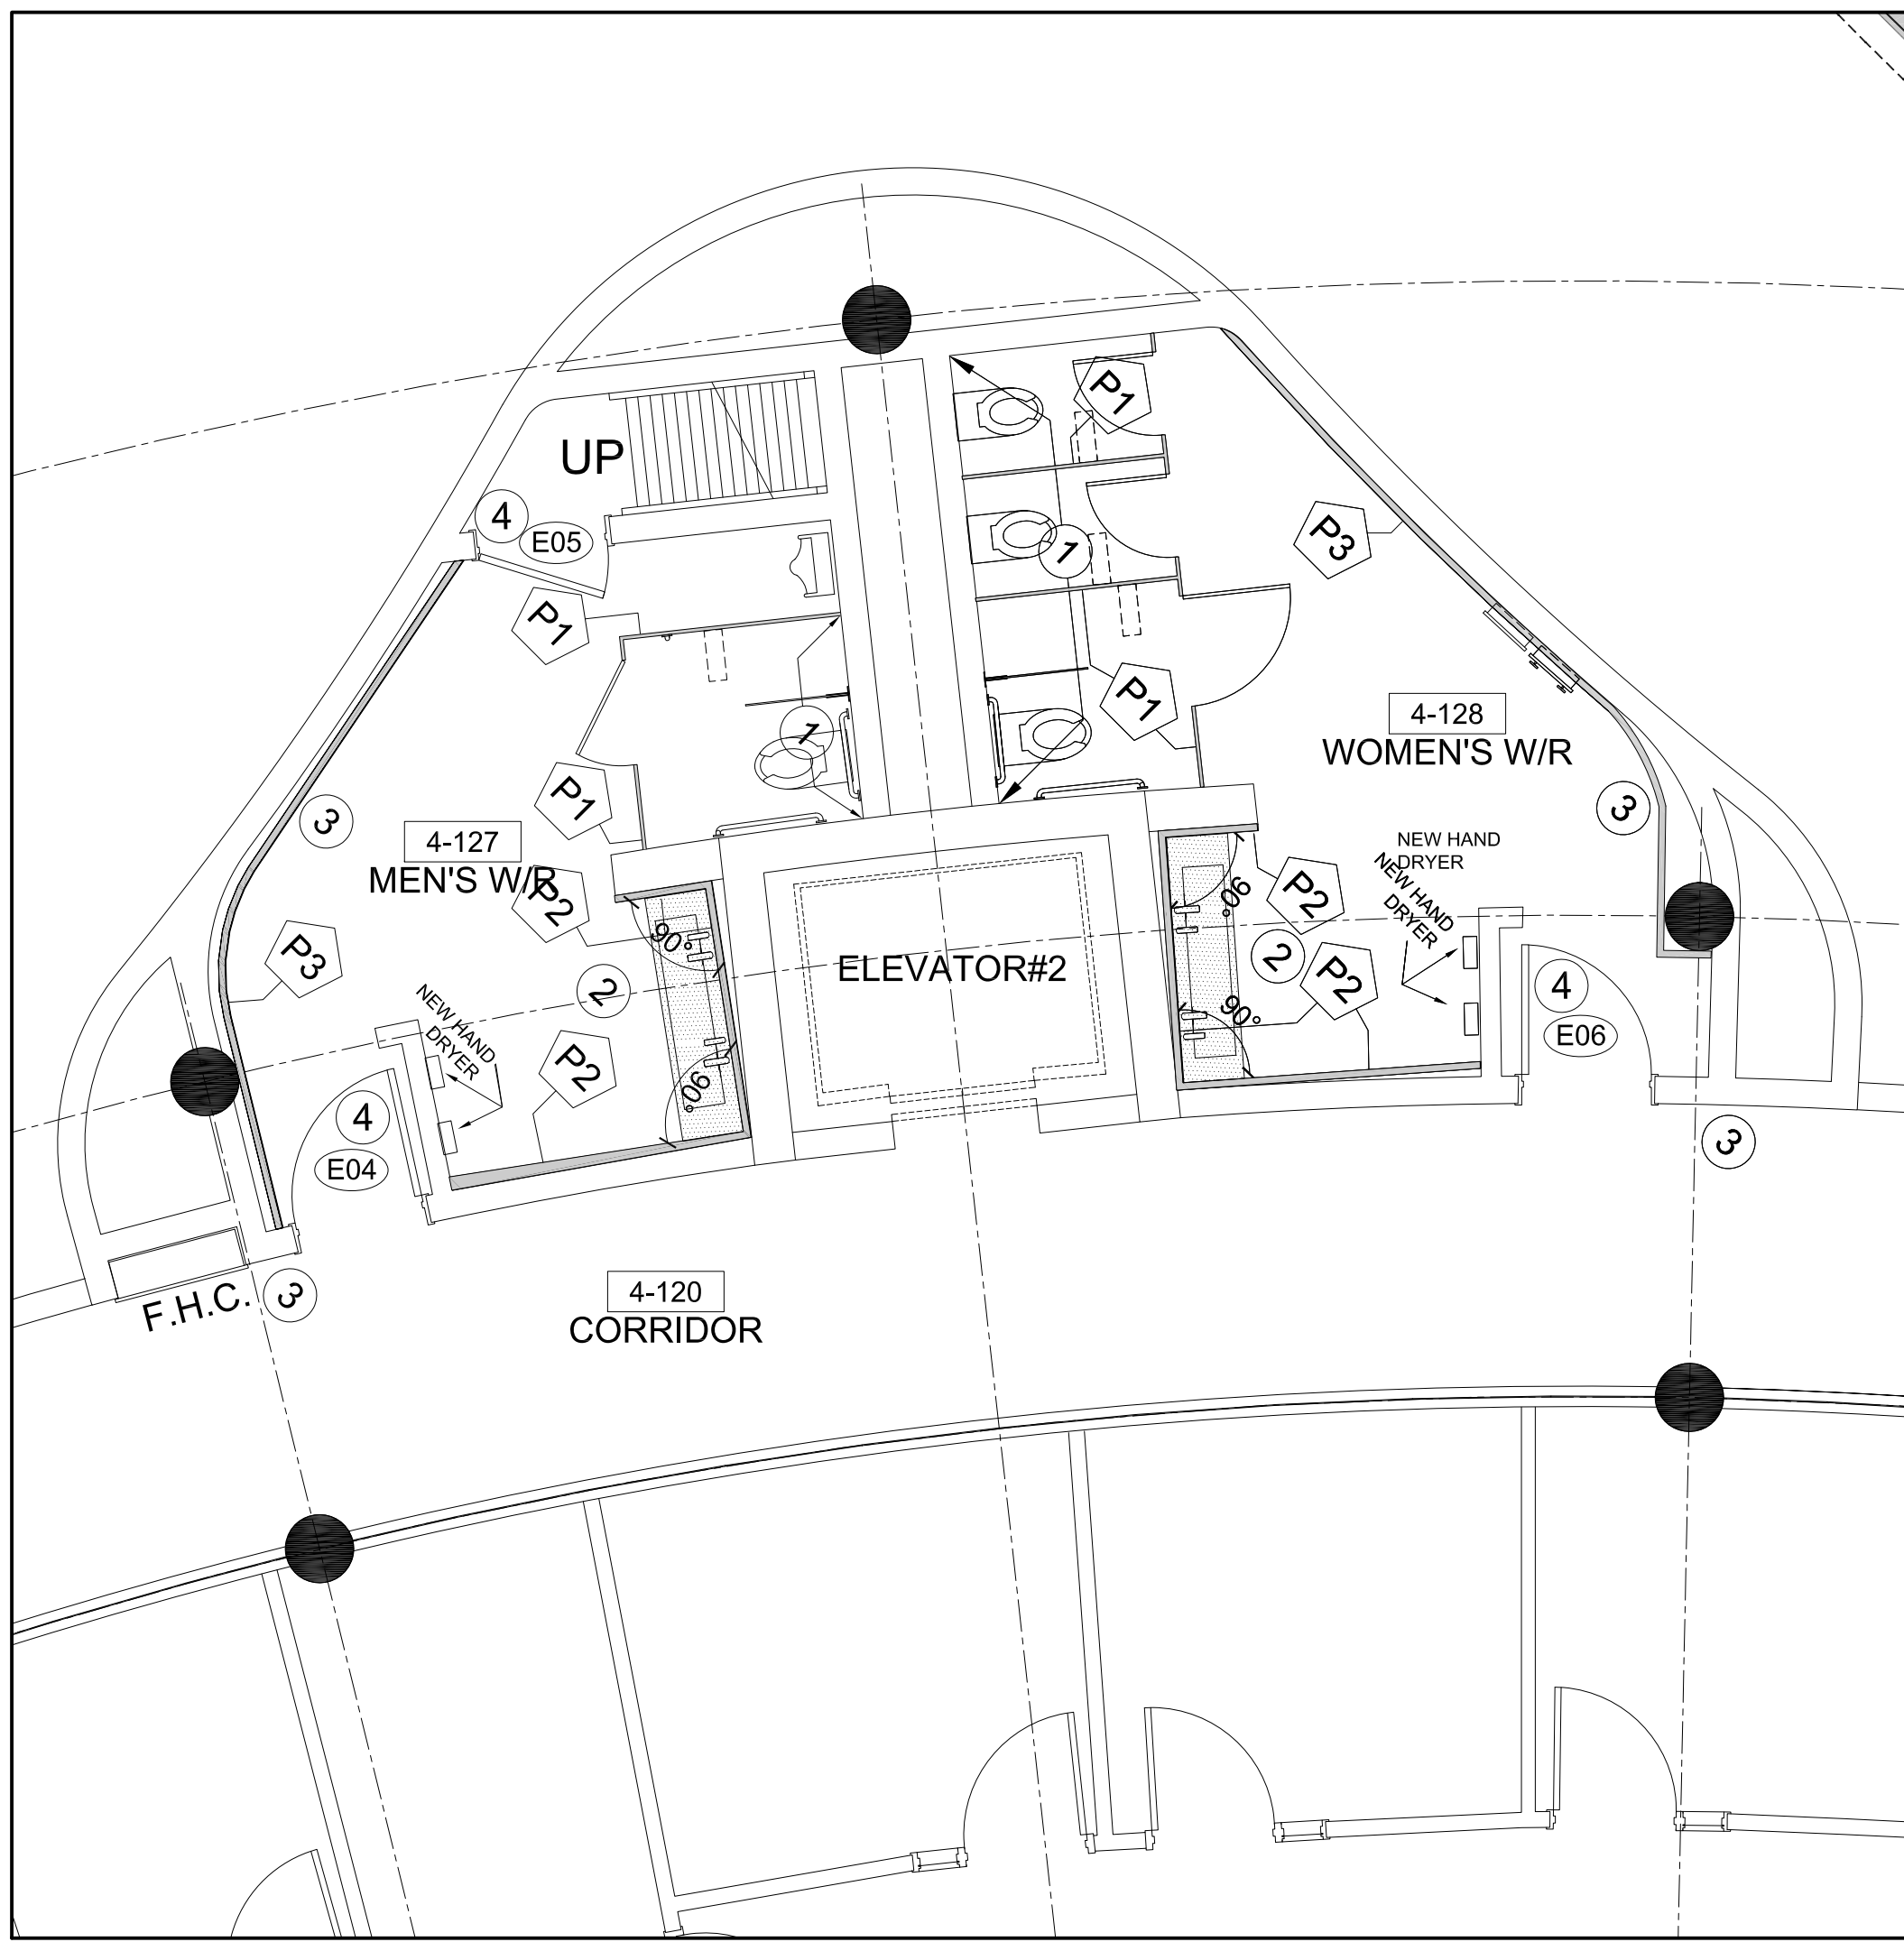 P1
UP
4
E05
1
P3
P1
P1
4-128
WOMEN'S W/R
1
P1
3
3
4-127
MEN'S W/R
NEW HAND
DRYER
NEW HAND
DRYER
P2
P2
90°
90°
P3
ELEVATOR#2
2
P2
2
4
E06
NEW HAND
DRYER
90°
P2
90°
4
E04
3
4-120
CORRIDOR
F.H.C.
3